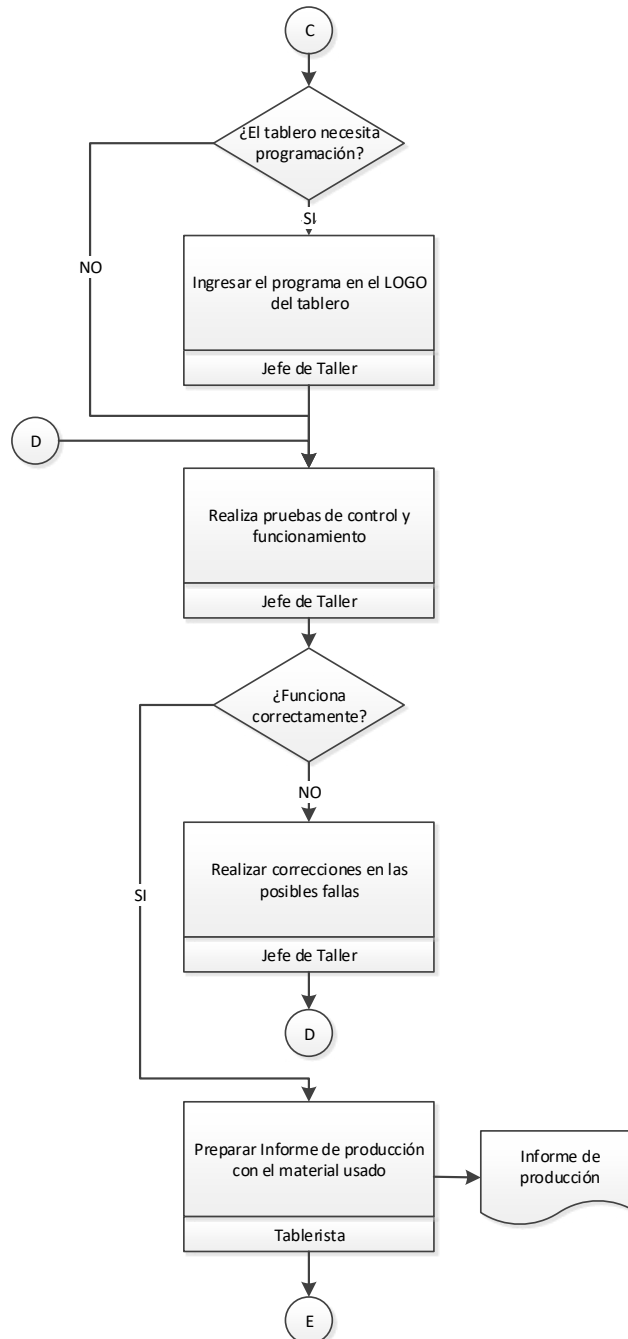 C
¿El tablero necesita
programación?
SI
NO
Ingresar el programa en el LOGO
del tablero
Jefe de Taller
D
Realiza pruebas de control y
funcionamiento
Jefe de Taller
¿Funciona
correctamente?
NO
SI
Realizar correcciones en las
posibles fallas
Jefe de Taller
D
Preparar Informe de producción
con el material usado
Tablerista
Informe de
producción
E